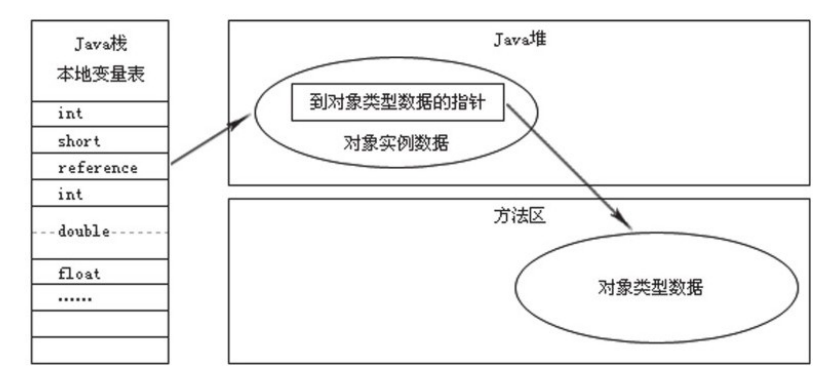 Java栈
本地变量表
int
short
reference
int
double
float
……
Java堆
到对象类型数据的指针
对象实例数据
方法区
对象类型数据